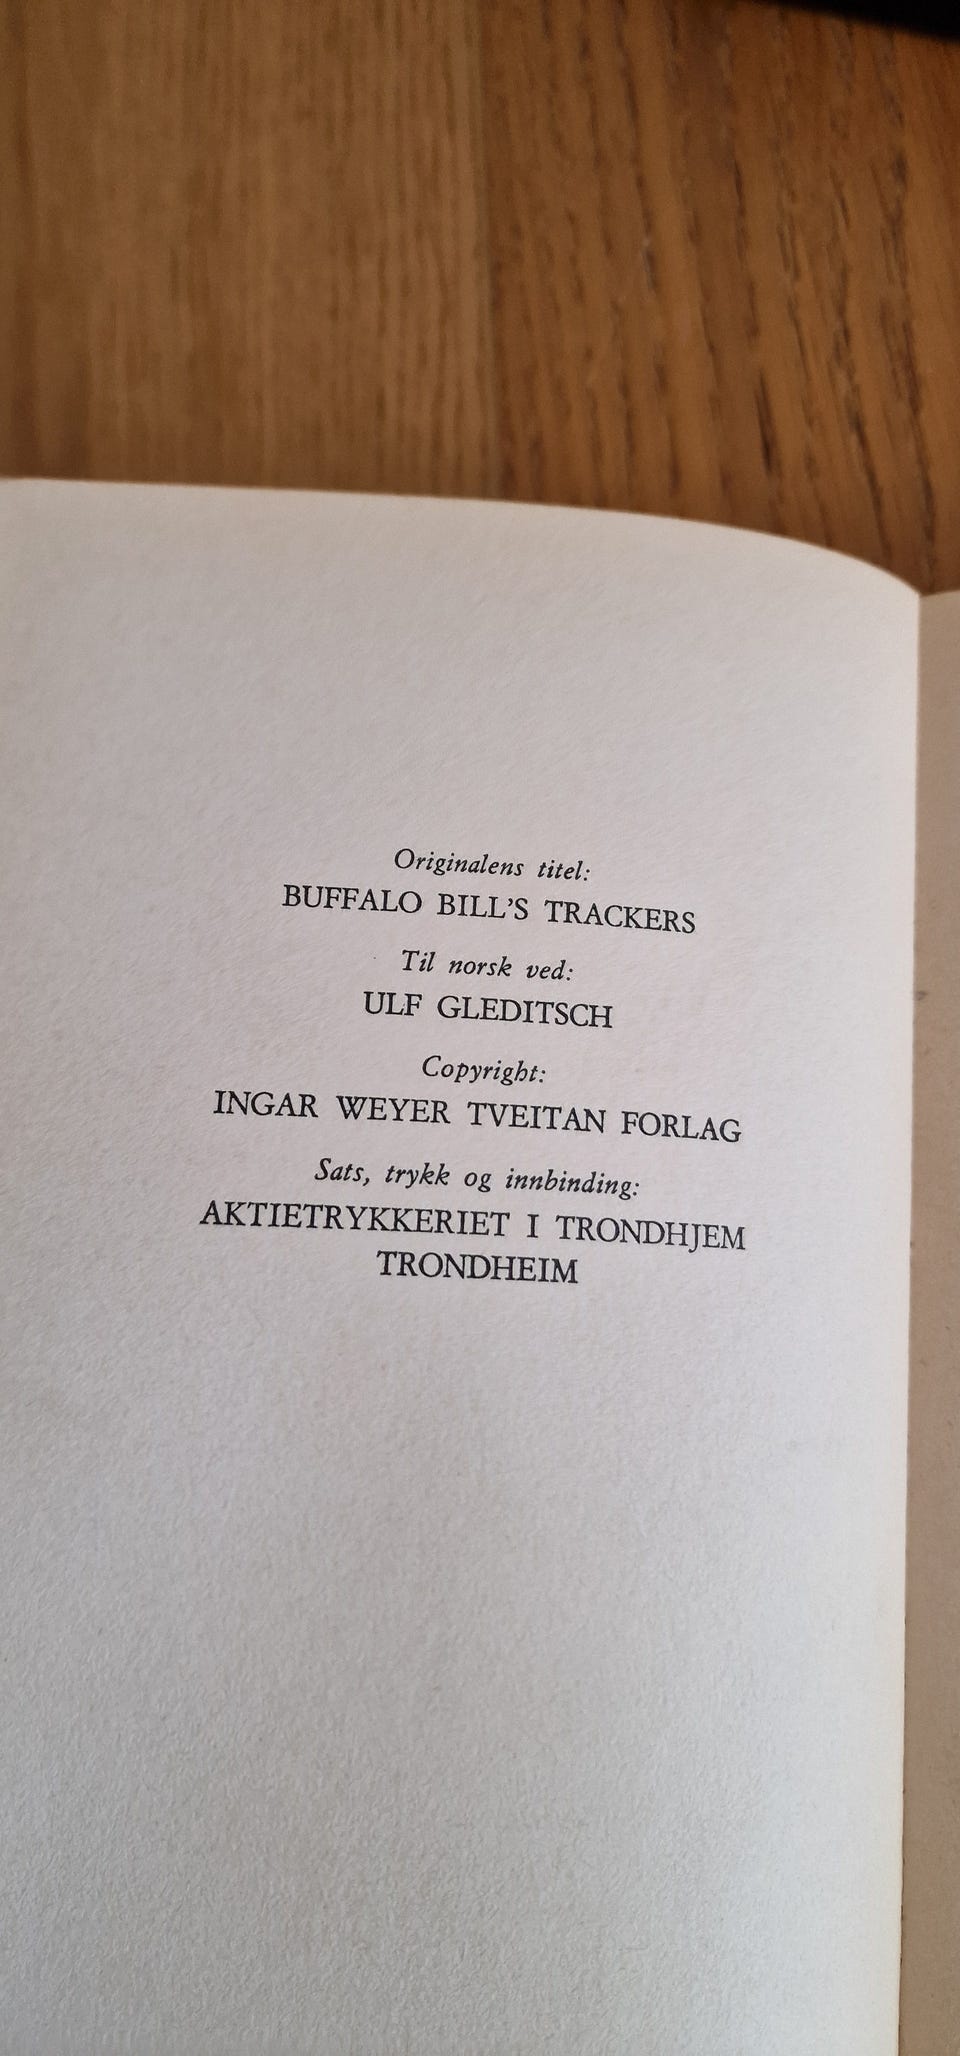 Originalens titel:
BUFFALO BILL'S TRACKERS
Til norsk ved:
ULF GLEDITSCH
Copyright:
INGAR WEYER TVEITAN FORLAG
Sats, trykk og innbinding:
AKTIETRYKKERIET I TRONDHJEM
TRONDHEIM